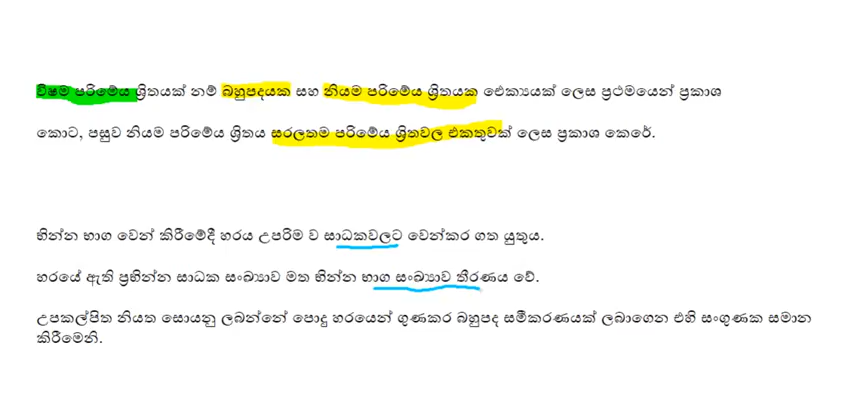 විෂම පරිමේය ශ්‍රිතයක් නම් බහුපදයක සහ නියම පරිමේය ශ්‍රිතයක ඓක්‍යයක් ලෙස ප්‍රථමයෙන් ප්‍රකාශ
කොට, පසුව නියම පරිමේය ශ්‍රිතය සරලතම පරිමේය ශ්‍රිතවල එකතුවක් ලෙස ප්‍රකාශ කෙරේ.
භින්න භාග වෙන් කිරීමේදී හරය උපරිම ව සාධකවලට වෙන්කර ගත යුතුය.
හරයේ ඇති ප්‍රභින්න සාධක සංඛ්‍යාව මත භින්න භාග සංඛ්‍යාව තීරණය වේ.
උපකල්පිත නියත සොයනු ලබන්නේ පොදු හරයෙන් ගුණකර බහුපද සමීකරණයක් ලබාගෙන එහි සංගුණක සමාන
කිරීමෙනි.